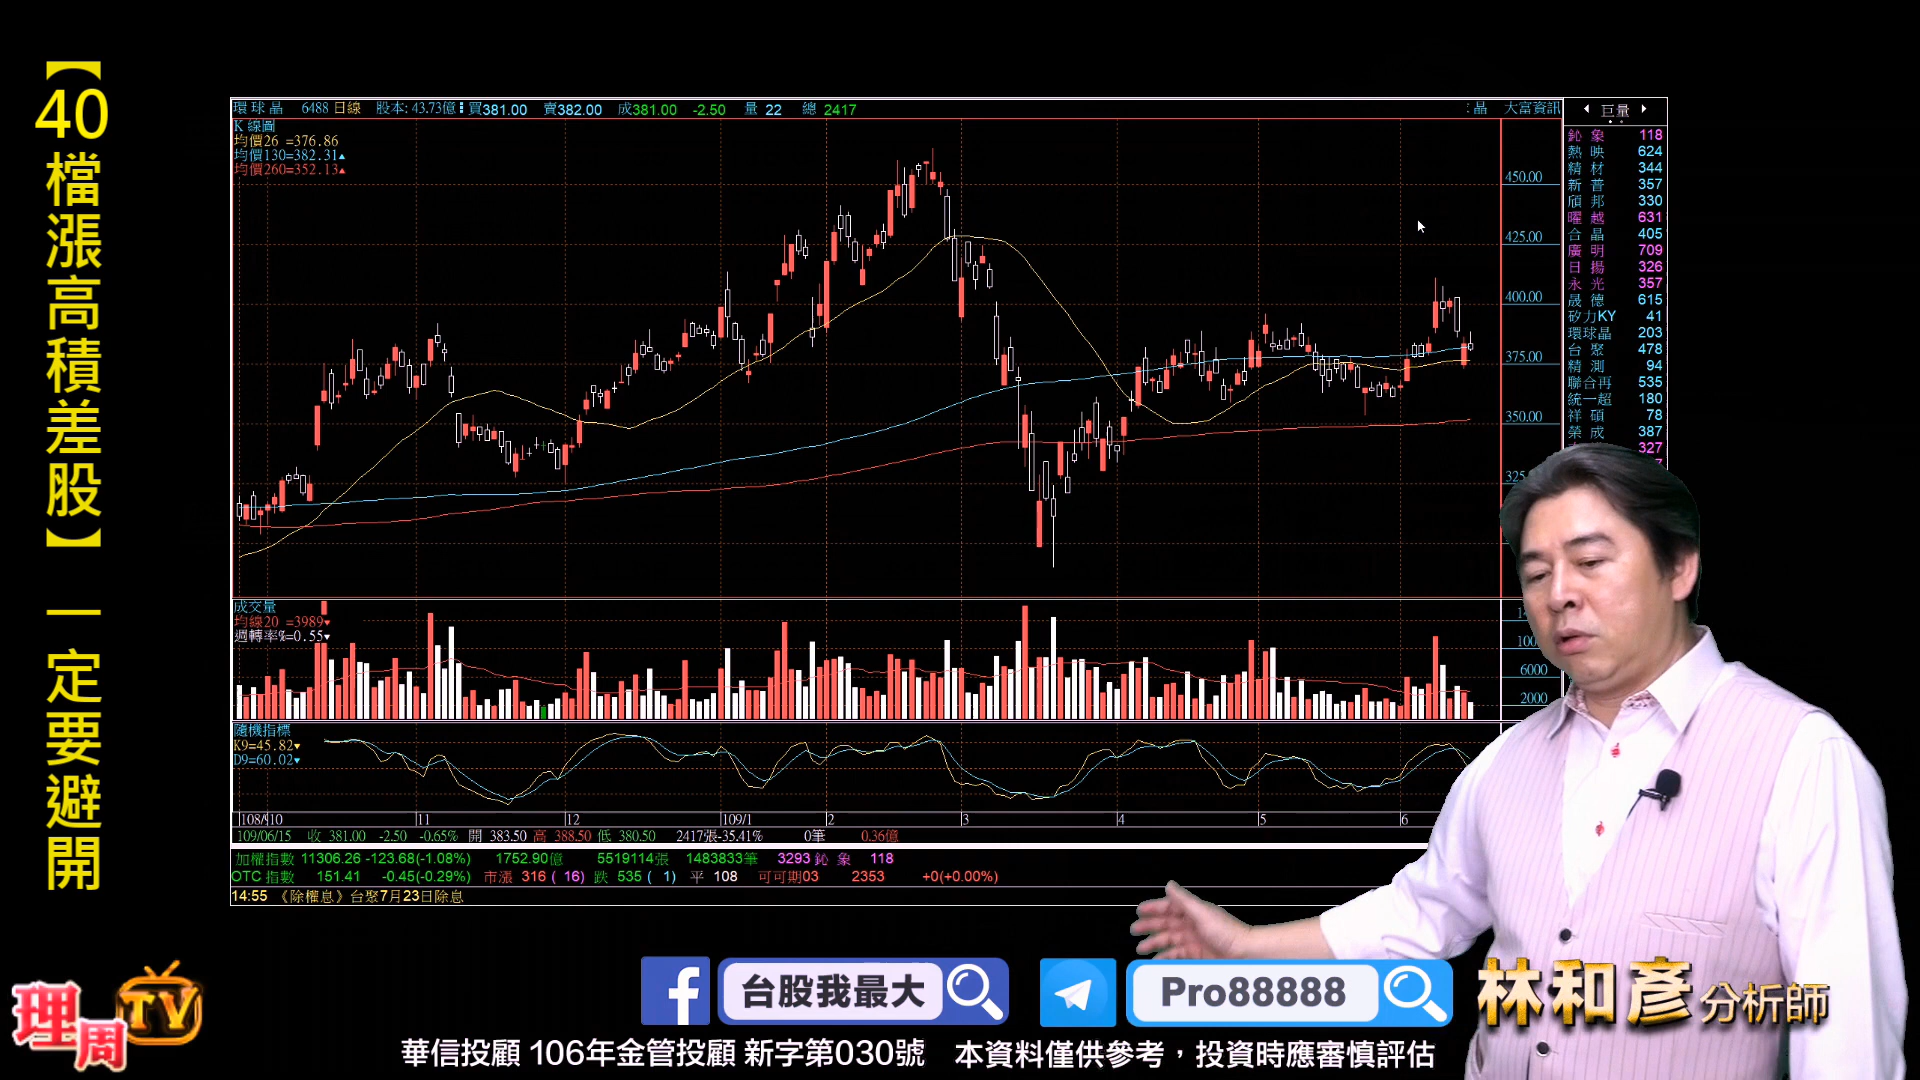 【40檔漲高積差股】一定要避開
環球晶 6488 日線 股本: 43.73億 買381.00 賣382.00 成381.00 -2.50 量 22 總 2417 :晶 大富資訊
K 線圖
均價26 =376.86
均價130=382.31▲
均價260=352.13▲
450.00
425.00
400.00
375.00
350.00
成交量
均線20 =3989▼
週轉率%=0.55▼
6000
2000
隨機指標
K9=45.82▼
D9=60.02▼
11 12 109/1 2 3 4 5 6
109/06/15 收 381.00 -2.50 -0.65% 開 383.50 高 388.50 低 380.50 2417張-35.41% 0筆 0.36億
加權指數 11306.26 -123.68(-1.08%) 1752.90億 5519114張 1483833筆 3293 鈊象 118
OTC 指數 151.41 -0.45(-0.29%) 市漲 316 ( 16) 跌 535 ( 1) 平 108 可可期03 2353 +0(+0.00%)
14:55 《除權息》台聚7月23日除息
◀ 巨量 ▶
鈊象 118
熱映 624
精材 344
新普 357
頎邦 330
曜越 631
合晶 405
廣明 709
日揚 326
永光 357
晟德 615
矽力KY 41
環球晶 203
台聚 478
精測 94
聯合再 535
統一超 180
祥碩 78
榮成 387
327
理周TV
台股我最大
Pro88888
林和彥分析師
華信投顧 106年金管投顧 新字第030號 本資料僅供參考，投資時應審慎評估